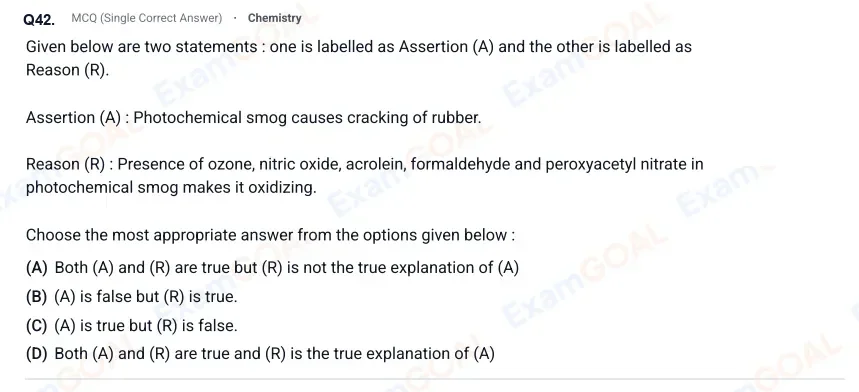 Q42. MCQ (Single Correct Answer) · Chemistry
Given below are two statements : one is labelled as Assertion (A) and the other is labelled as
Reason (R).
Assertion (A) : Photochemical smog causes cracking of rubber.
Reason (R) : Presence of ozone, nitric oxide, acrolein, formaldehyde and peroxyacetyl nitrate in
photochemical smog makes it oxidizing.
Choose the most appropriate answer from the options given below :
(A) Both (A) and (R) are true but (R) is not the true explanation of (A)
(B) (A) is false but (R) is true.
(C) (A) is true but (R) is false.
(D) Both (A) and (R) are true and (R) is the true explanation of (A)
ExamGOAL